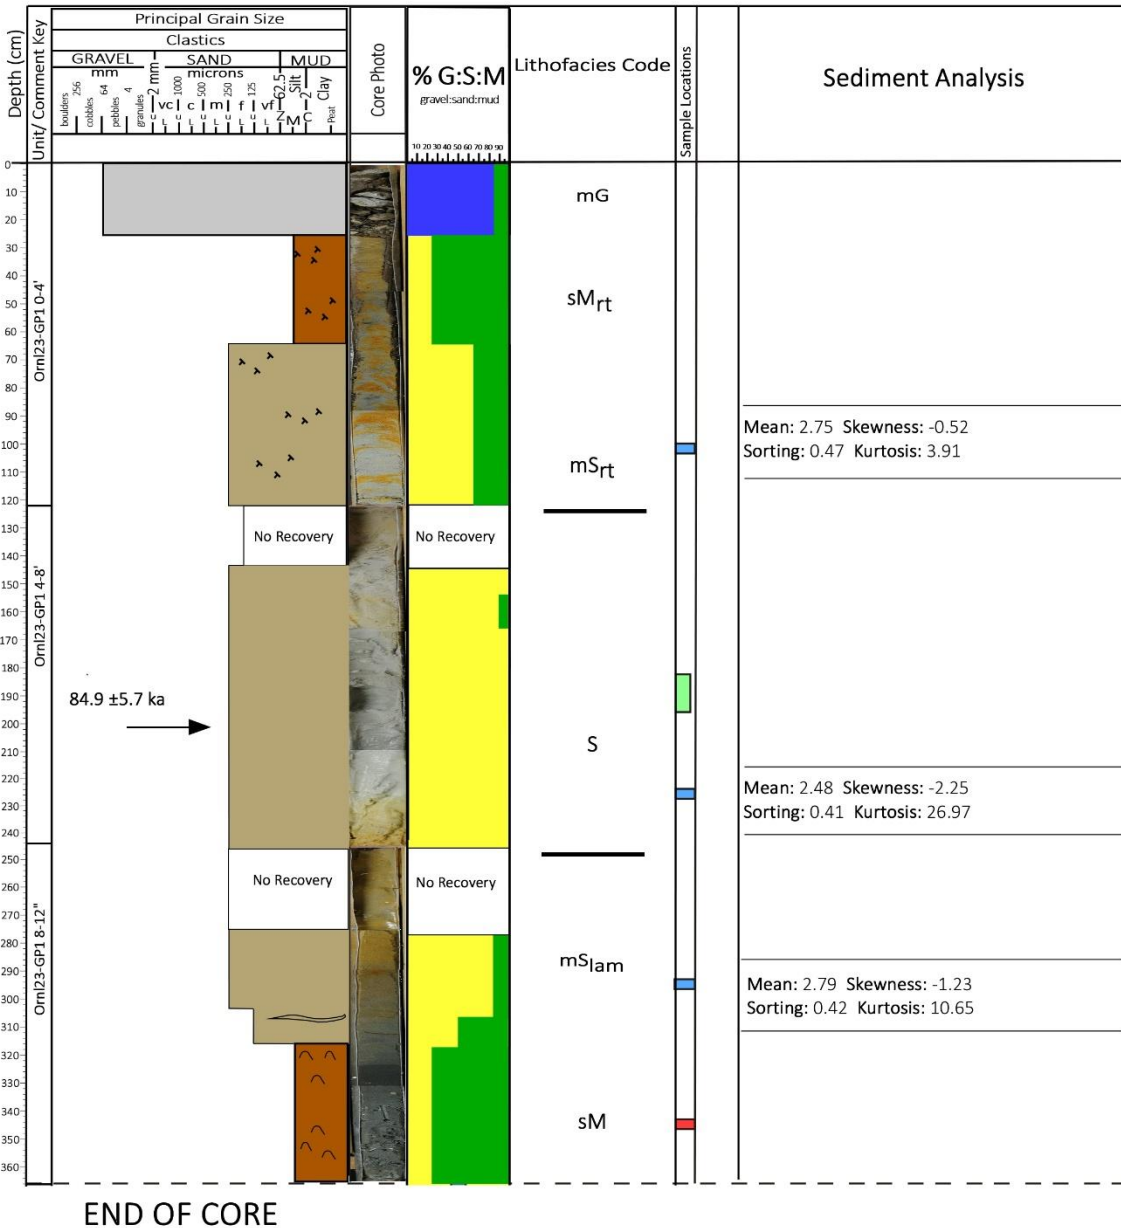 Depth (cm)
Unit/ Comment Key
Principal Grain Size
Clastics
GRAVEL SAND MUD
mm microns
boulders 256 cobbles 64 pebbles 4 granules 2 mm 1000 500 250 125 62.5 Silt 2 Clay Peat
vc c m f vf
U L U L U L U L U L Z M C
Core Photo
% G:S:M
gravel:sand:mud
10 20 30 40 50 60 70 80 90
Lithofacies Code
Sample Locations
Sediment Analysis
0
10
20
30
40
50
60
70
80
90
100
110
120
130
140
150
160
170
180
190
200
210
220
230
240
250
260
270
280
290
300
310
320
330
340
350
360
Ornl23-GP1 0-4'
Ornl23-GP1 4-8'
Ornl23-GP1 8-12"
mG
sMrt
mSrt
Mean: 2.75 Skewness: -0.52
Sorting: 0.47 Kurtosis: 3.91
No Recovery
No Recovery
84.9 ±5.7 ka
S
Mean: 2.48 Skewness: -2.25
Sorting: 0.41 Kurtosis: 26.97
No Recovery
No Recovery
mSlam
Mean: 2.79 Skewness: -1.23
Sorting: 0.42 Kurtosis: 10.65
sM
END OF CORE